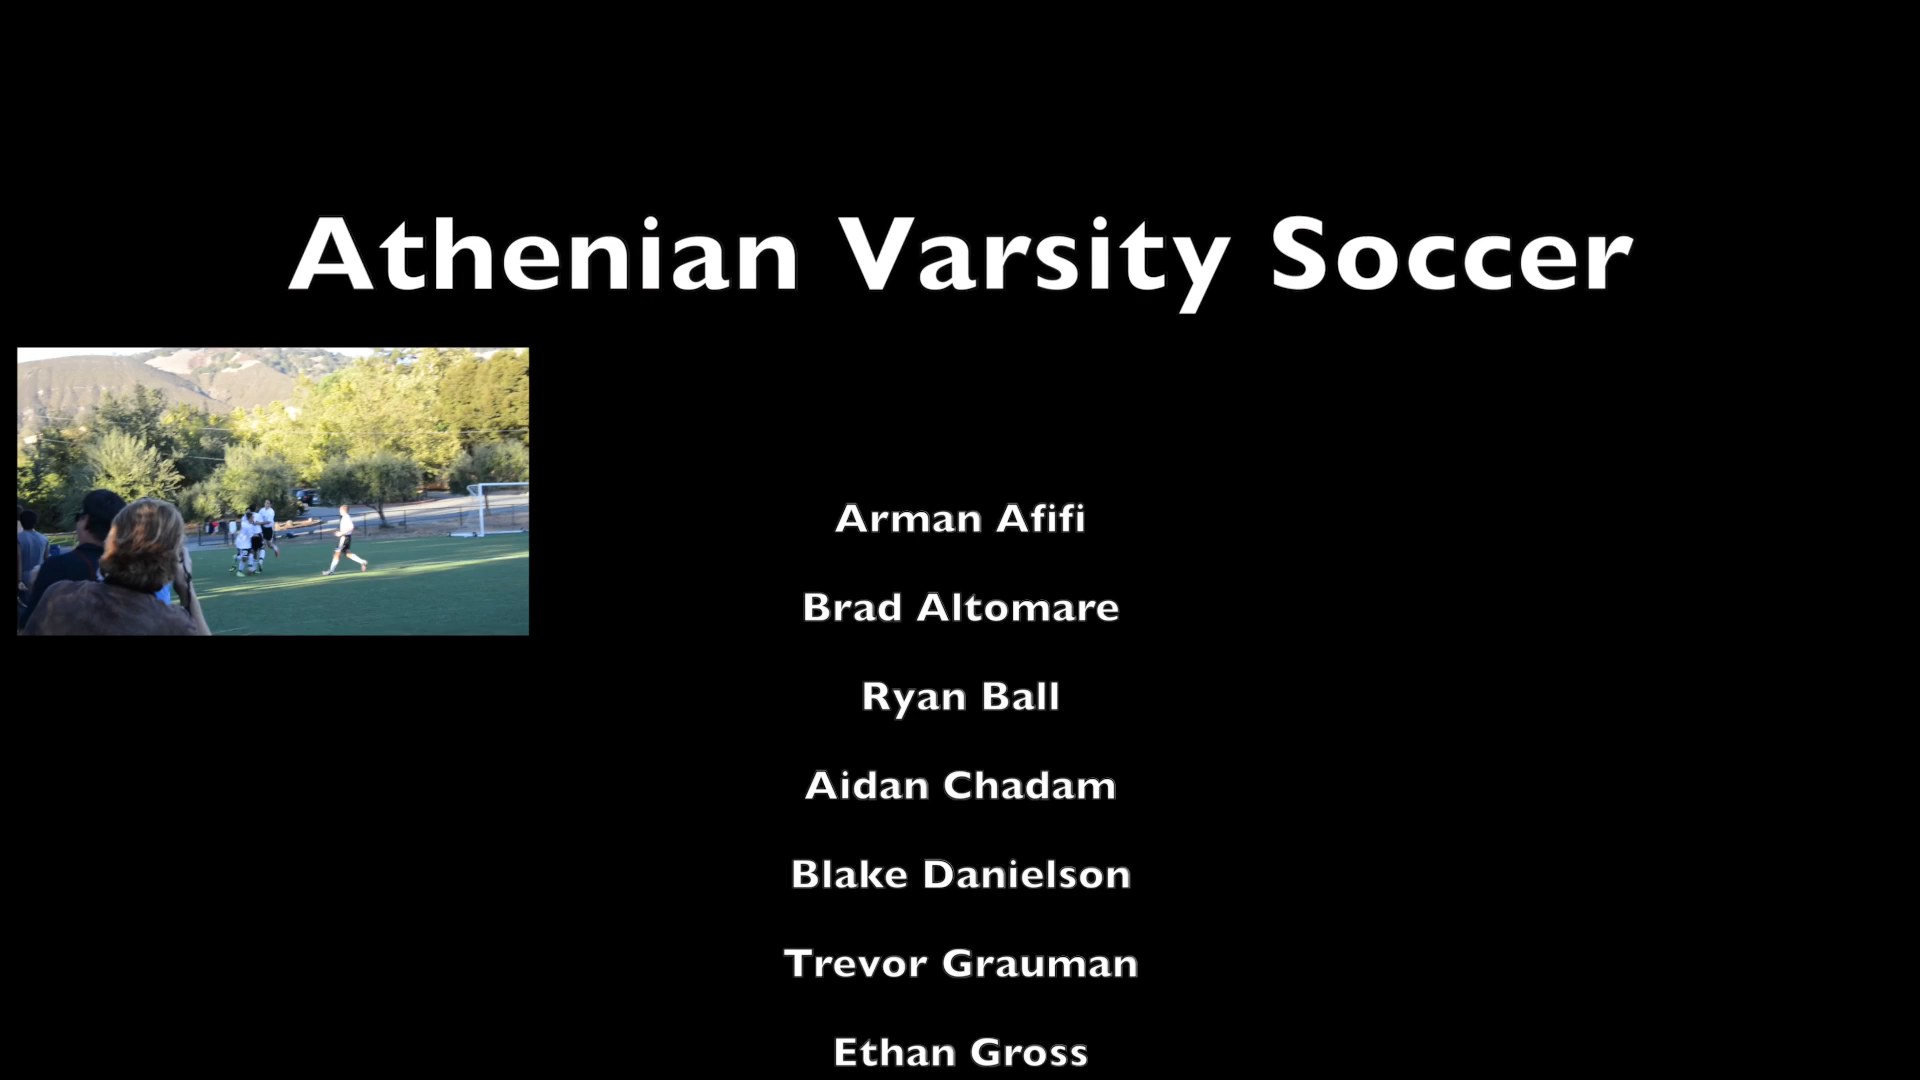 Athenian Varsity Soccer
Arman Afifi
Brad Altomare
Ryan Ball
Aidan Chadam
Blake Danielson
Trevor Grauman
Ethan Gross